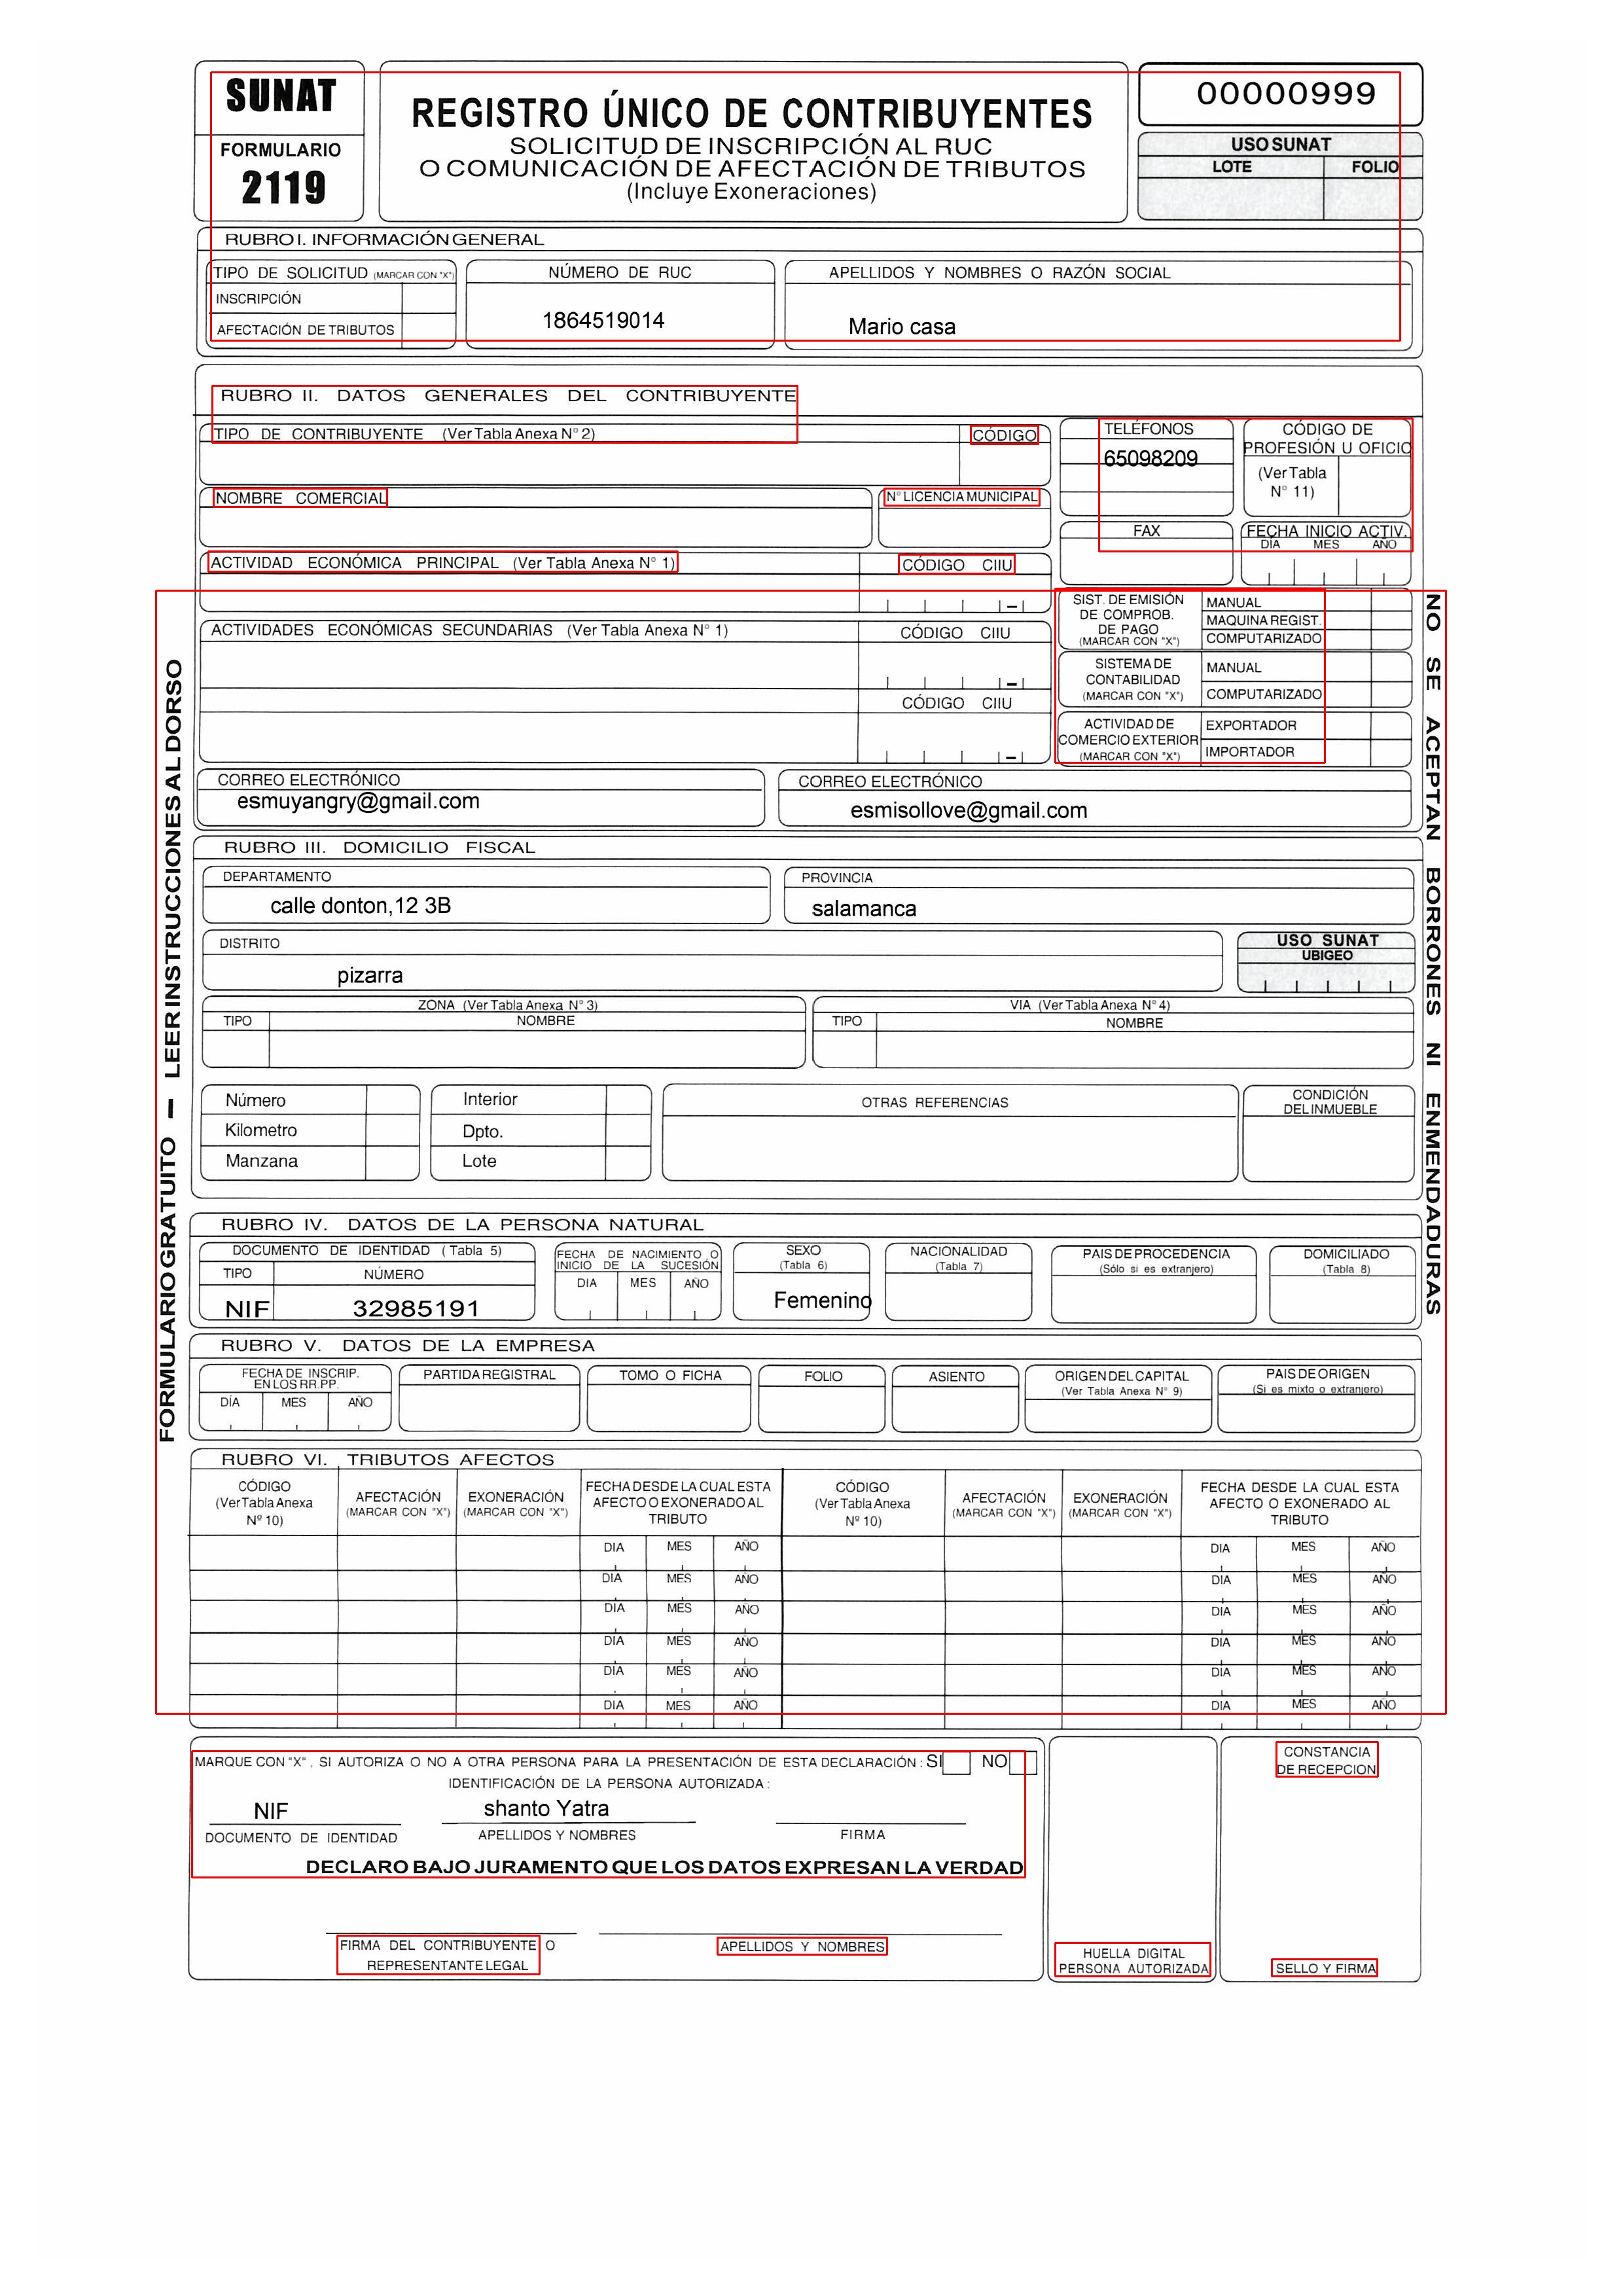 SUNAT
FORMULARIO
2119
REGISTRO ÚNICO DE CONTRIBUYENTES
SOLICITUD DE INSCRIPCIÓN AL RUC
O COMUNICACIÓN DE AFECTACIÓN DE TRIBUTOS
(Incluye Exoneraciones)
00000999
USO SUNAT
LOTE FOLIO
RUBRO I. INFORMACIÓN GENERAL
TIPO DE SOLICITUD (MARCAR CON "X")
INSCRIPCIÓN
AFECTACIÓN DE TRIBUTOS
NÚMERO DE RUC
1864519014
APELLIDOS Y NOMBRES O RAZÓN SOCIAL
Mario casa
RUBRO II. DATOS GENERALES DEL CONTRIBUYENTE
TIPO DE CONTRIBUYENTE (Ver Tabla Anexa N° 2) CÓDIGO
TELÉFONOS
65098209
CÓDIGO DE
PROFESIÓN U OFICIO
(Ver Tabla
N° 11)
NOMBRE COMERCIAL
N° LICENCIA MUNICIPAL
FAX
FECHA INICIO ACTIV.
DIA MES AÑO
ACTIVIDAD ECONÓMICA PRINCIPAL (Ver Tabla Anexa N° 1) CÓDIGO CIIU
ACTIVIDADES ECONÓMICAS SECUNDARIAS (Ver Tabla Anexa N° 1) CÓDIGO CIIU
CÓDIGO CIIU
SIST. DE EMISIÓN
DE COMPROB.
DE PAGO
(MARCAR CON "X")
MANUAL
MAQUINA REGIST.
COMPUTARIZADO
SISTEMA DE
CONTABILIDAD
(MARCAR CON "X")
MANUAL
COMPUTARIZADO
ACTIVIDAD DE
COMERCIO EXTERIOR
(MARCAR CON "X")
EXPORTADOR
IMPORTADOR
CORREO ELECTRÓNICO
esmuyangry@gmail.com
CORREO ELECTRÓNICO
esmisollove@gmail.com
RUBRO III. DOMICILIO FISCAL
DEPARTAMENTO
calle donton,12 3B
PROVINCIA
salamanca
DISTRITO
pizarra
USO SUNAT
UBIGEO
ZONA (Ver Tabla Anexa N° 3)
TIPO NOMBRE
VIA (Ver Tabla Anexa N° 4)
TIPO NOMBRE
Número
Kilometro
Manzana
Interior
Dpto.
Lote
OTRAS REFERENCIAS
CONDICIÓN
DEL INMUEBLE
RUBRO IV. DATOS DE LA PERSONA NATURAL
DOCUMENTO DE IDENTIDAD ( Tabla 5)
TIPO NÚMERO
NIF 32985191
FECHA DE NACIMIENTO O
INICIO DE LA SUCESIÓN
DIA MES AÑO
SEXO
(Tabla 6)
Femenino
NACIONALIDAD
(Tabla 7)
PAIS DE PROCEDENCIA
(Sólo si es extranjero)
DOMICILIADO
(Tabla 8)
RUBRO V. DATOS DE LA EMPRESA
FECHA DE INSCRIP.
EN LOS RR.PP.
DÍA MES AÑO
PARTIDA REGISTRAL
TOMO O FICHA
FOLIO
ASIENTO
ORIGEN DEL CAPITAL
(Ver Tabla Anexa N° 9)
PAIS DE ORIGEN
(Si es mixto o extranjero)
RUBRO VI. TRIBUTOS AFECTOS
CÓDIGO
(Ver Tabla Anexa
Nº 10)
AFECTACIÓN
(MARCAR CON "X")
EXONERACIÓN
(MARCAR CON "X")
FECHA DESDE LA CUAL ESTA
AFECTO O EXONERADO AL
TRIBUTO
CÓDIGO
(Ver Tabla Anexa
Nº 10)
AFECTACIÓN
(MARCAR CON "X")
EXONERACIÓN
(MARCAR CON "X")
FECHA DESDE LA CUAL ESTA
AFECTO O EXONERADO AL
TRIBUTO
DIA MES AÑO DIA MES AÑO
DIA MES AÑO DIA MES AÑO
DIA MES AÑO DIA MES AÑO
DIA MES AÑO DIA MES AÑO
DIA MES AÑO DIA MES AÑO
DIA MES AÑO DIA MES AÑO
FORMULARIO GRATUITO — LEER INSTRUCCIONES AL DORSO
NO SE ACEPTAN BORRONES NI ENMENDADURAS
MARQUE CON "X". SI AUTORIZA O NO A OTRA PERSONA PARA LA PRESENTACIÓN DE ESTA DECLARACIÓN : SI NO
IDENTIFICACIÓN DE LA PERSONA AUTORIZADA :
NIF shanto Yatra
DOCUMENTO DE IDENTIDAD APELLIDOS Y NOMBRES FIRMA
DECLARO BAJO JURAMENTO QUE LOS DATOS EXPRESAN LA VERDAD
FIRMA DEL CONTRIBUYENTE O
REPRESENTANTE LEGAL
APELLIDOS Y NOMBRES
HUELLA DIGITAL
PERSONA AUTORIZADA
CONSTANCIA
DE RECEPCION
SELLO Y FIRMA